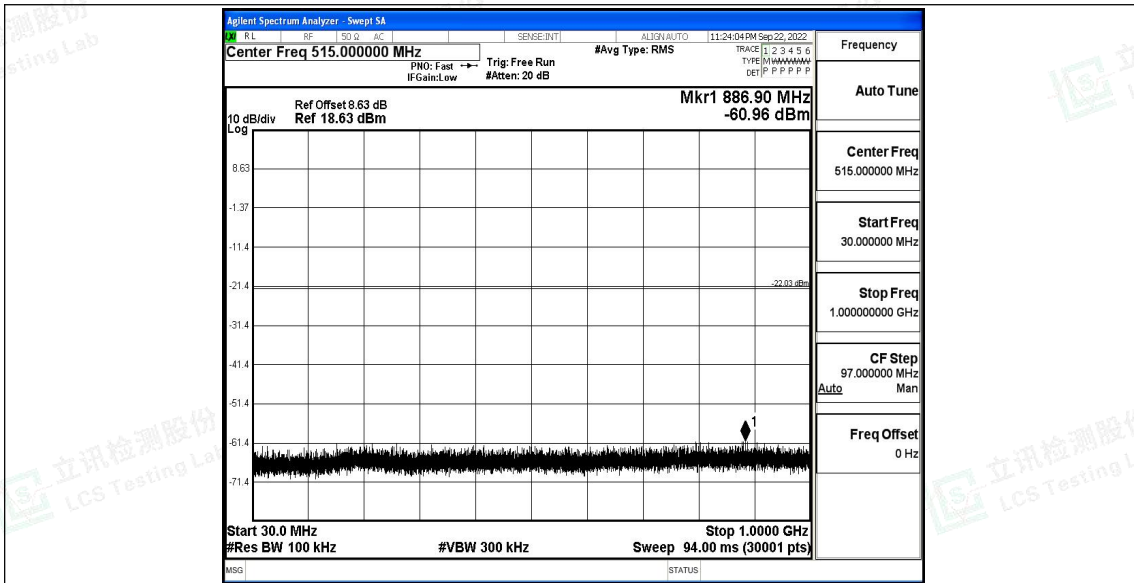 Agilent Spectrum Analyzer - Swept SA
LXI RL RF 50 Ω AC SENSE:INT ALIGN AUTO 11:24:04 PM Sep 22, 2022
Center Freq 515.000000 MHz
PNO: Fast
IFGain:Low
Trig: Free Run
#Atten: 20 dB
#Avg Type: RMS
TRACE 1 2 3 4 5 6
TYPE M WWWWW
DET P P P P P P
Ref Offset 8.63 dB
Ref 18.63 dBm
10 dB/div
Log
Mkr1 886.90 MHz
-60.96 dBm
8.63
-1.37
-11.4
-21.4
-22.03 dBm
-31.4
-41.4
-51.4
1
-61.4
-71.4
Start 30.0 MHz
Stop 1.0000 GHz
#Res BW 100 kHz
#VBW 300 kHz
Sweep 94.00 ms (30001 pts)
MSG
STATUS
Frequency
Auto Tune
Center Freq
515.000000 MHz
Start Freq
30.000000 MHz
Stop Freq
1.000000000 GHz
CF Step
97.000000 MHz
Auto Man
Freq Offset
0 Hz
测股份
sting Lab
立讯检测股份
LCS Testing Lab
立讯检测股份
LCS Testing L